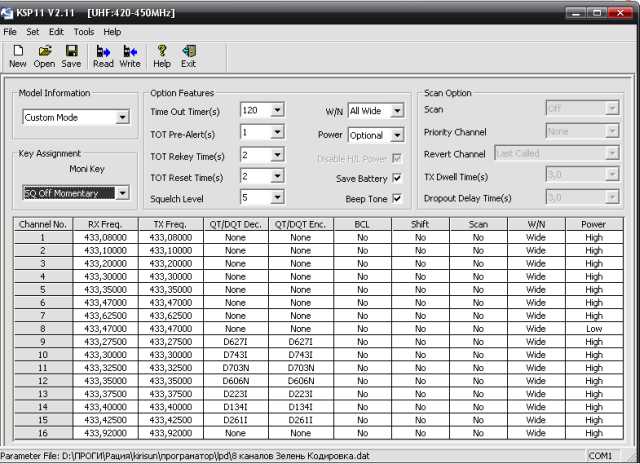 KSP11 V2.11 [UHF:420-450MHz]
File Set Edit Tools Help
New Open Save Read Write Help Exit
Model Information
Custom Mode
Key Assignment
Moni Key
SQ Off Momentary
Option Features
Time Out Timer(s) 120
TOT Pre-Alert(s) 1
TOT Rekey Time(s) 2
TOT Reset Time(s) 2
Squelch Level 5
W/N All Wide
Power Optional
Disable H/L Power
Save Battery
Beep Tone
Scan Option
Scan Off
Priority Channel None
Revert Channel Last Called
TX Dwell Time(s) 3,0
Dropout Delay Time(s) 3,0
Channel No. RX Freq. TX Freq. QT/DQT Dec. QT/DQT Enc. BCL Shift Scan W/N Power
1 433,08000 433,08000 None None No No No Wide High
2 433,10000 433,10000 None None No No No Wide High
3 433,20000 433,20000 None None No No No Wide High
4 433,30000 433,30000 None None No No No Wide High
5 433,35000 433,35000 None None No No No Wide High
6 433,47000 433,47000 None None No No No Wide High
7 433,62500 433,62500 None None No No No Wide High
8 433,47000 433,47000 None None No No No Wide Low
9 433,27500 433,27500 D627I D627I No No No Wide High
10 433,30000 433,30000 D743I D743I No No No Wide High
11 433,32500 433,32500 D703N D703N No No No Wide High
12 433,35000 433,35000 D606N D606N No No No Wide High
13 433,37500 433,37500 D223I D223I No No No Wide High
14 433,40000 433,40000 D134I D134I No No No Wide High
15 433,42500 433,42500 D261I D261I No No No Wide High
16 433,92000 433,92000 None None No No No Wide High
Parameter File: D:\ПРОГИ\Рация\kirisun\програматор\lpd\8 каналов Зелень Кодировка.dat COM1